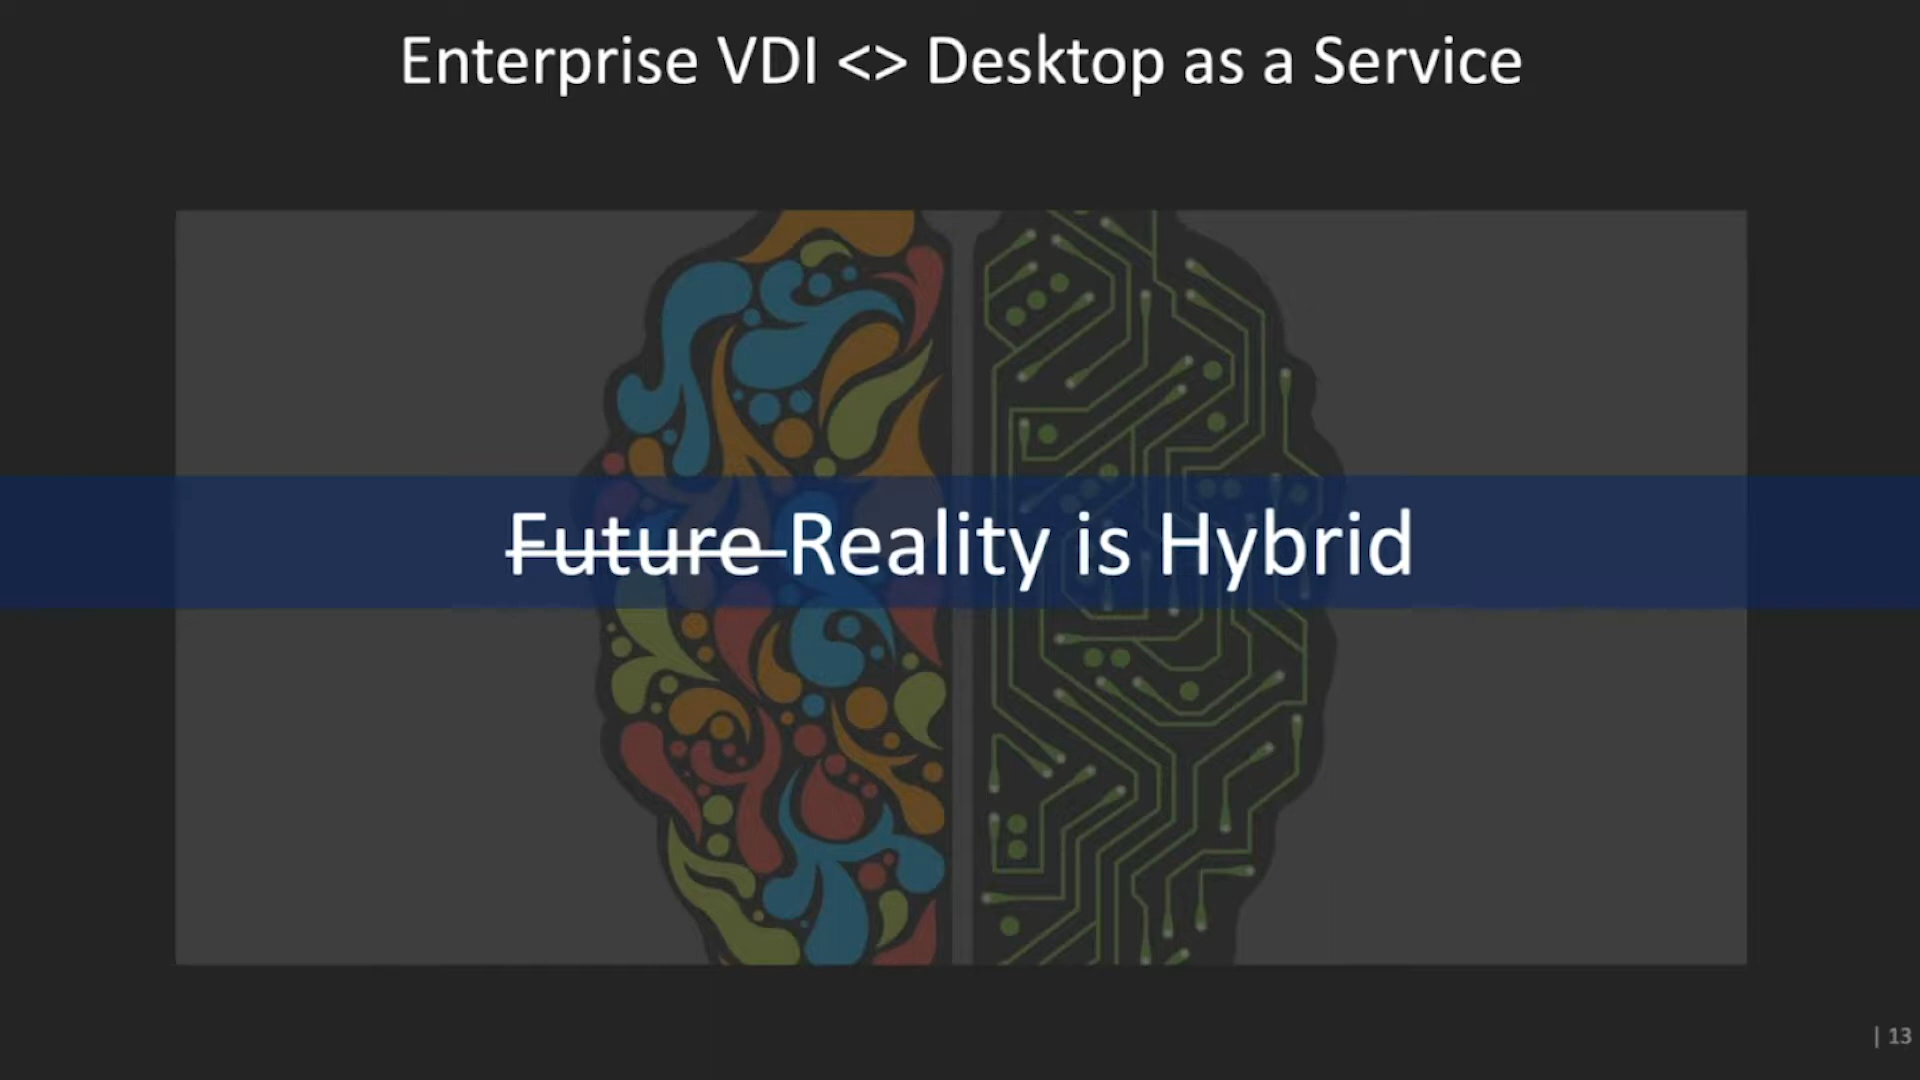 Enterprise VDI <> Desktop as a Service
Future Reality is Hybrid
| 13